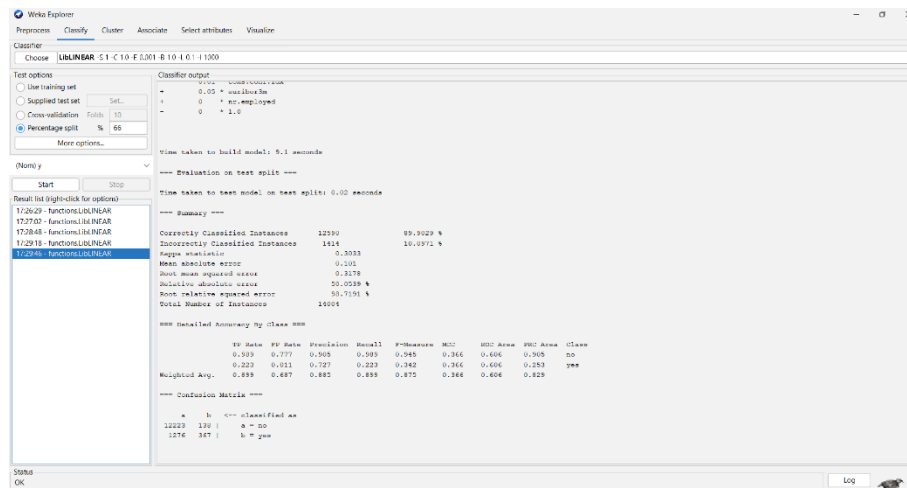 Weka Explorer
Preprocess Classify Cluster Associate Select attributes Visualize
Classifier
Choose LibLINEAR -S 1 -C 1.0 -E 0.001 -B 1.0 -L 0.1 -I 1000
Test options
Use training set
Supplied test set Set...
Cross-validation Folds 10
Percentage split % 66
More options...
(Nom) y
Start Stop
Result list (right-click for options)
17:26:29 - functions.LibLINEAR
17:27:02 - functions.LibLINEAR
17:28:48 - functions.LibLINEAR
17:29:18 - functions.LibLINEAR
17:29:46 - functions.LibLINEAR
Classifier output
+ 0.05 * euribor3m
+ 0 * nr.employed
- 0 * 1.0
Time taken to build model: 5.1 seconds
=== Evaluation on test split ===
Time taken to test model on test split: 0.02 seconds
=== Summary ===
Correctly Classified Instances 12590 89.9029 %
Incorrectly Classified Instances 1414 10.0971 %
Kappa statistic 0.3033
Mean absolute error 0.101
Root mean squared error 0.3178
Relative absolute error 50.0539 %
Root relative squared error 98.7191 %
Total Number of Instances 14004
=== Detailed Accuracy By Class ===
TP Rate FP Rate Precision Recall F-Measure MCC ROC Area PRC Area Class
0.989 0.777 0.905 0.989 0.945 0.366 0.606 0.905 no
0.223 0.011 0.727 0.223 0.342 0.366 0.606 0.253 yes
Weighted Avg. 0.899 0.687 0.885 0.899 0.875 0.366 0.606 0.829
=== Confusion Matrix ===
a b <-- classified as
12223 138 | a = no
1276 367 | b = yes
Status
OK
Log